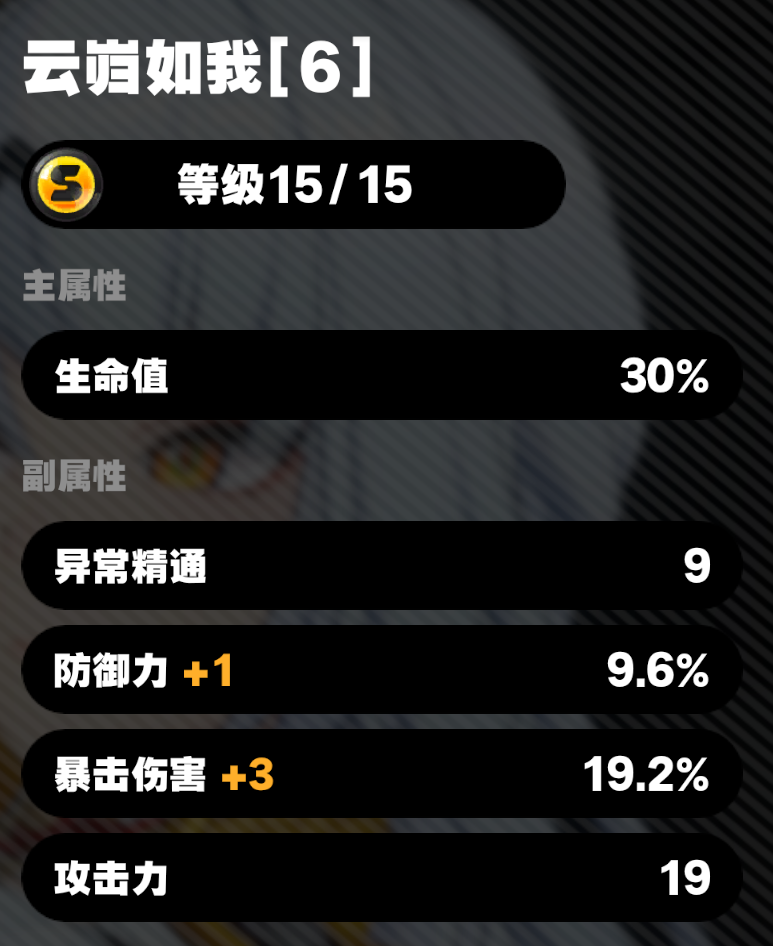 云岿如我[6]
S
等级15/15
主属性
生命值 30%
副属性
异常精通 9
防御力 +1 9.6%
暴击伤害 +3 19.2%
攻击力 19